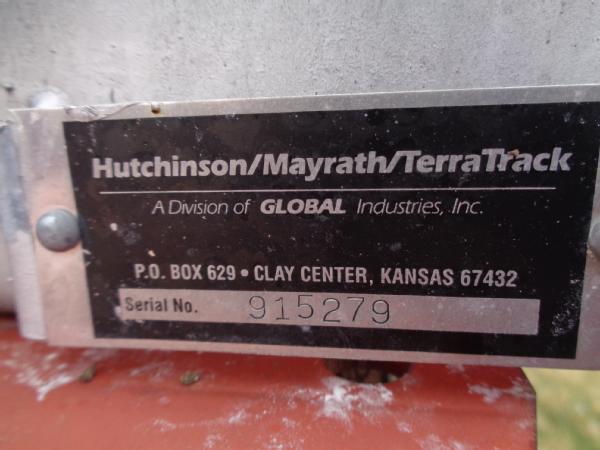 Hutchinson/Mayrath/TerraTrack
A Division of GLOBAL Industries, Inc.
P.O. BOX 629 • CLAY CENTER, KANSAS 67432
Serial No. 915279